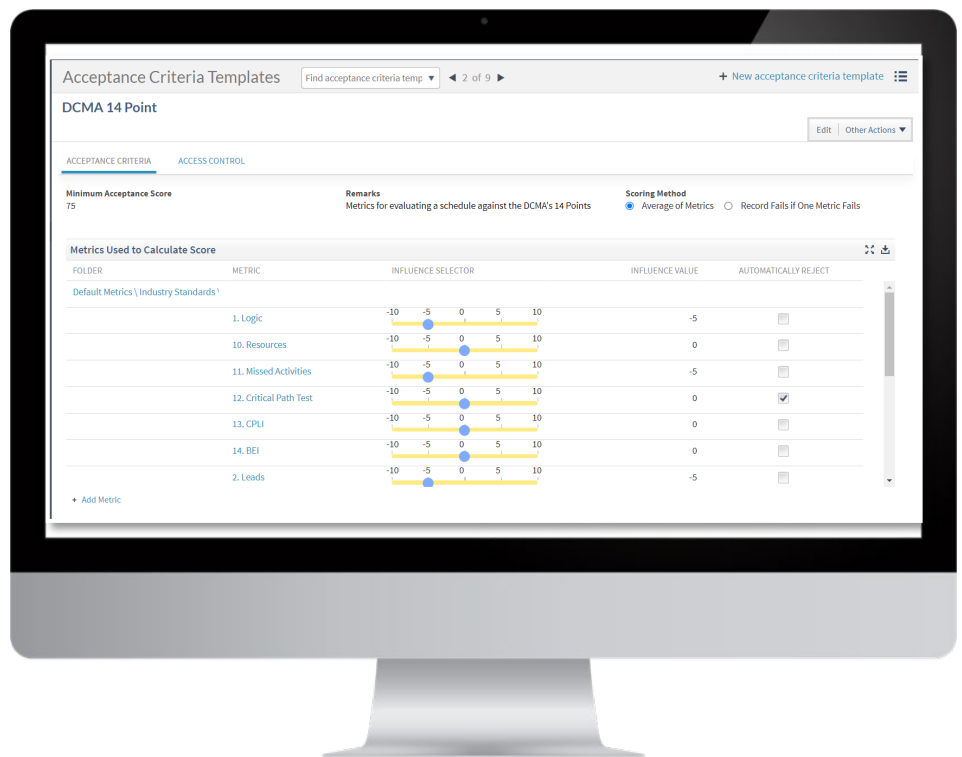 Acceptance Criteria Templates Find acceptance criteria temp 2 of 9 + New acceptance criteria template
DCMA 14 Point
Edit Other Actions
ACCEPTANCE CRITERIA ACCESS CONTROL
Minimum Acceptance Score Remarks Scoring Method
75 Metrics for evaluating a schedule against the DCMA's 14 Points Average of Metrics Record Fails if One Metric Fails
Metrics Used to Calculate Score
FOLDER METRIC INFLUENCE SELECTOR INFLUENCE VALUE AUTOMATICALLY REJECT
Default Metrics \ Industry Standards \
-10 -5 0 5 10
1. Logic -5
-10 -5 0 5 10
10. Resources 0
-10 -5 0 5 10
11. Missed Activities -5
-10 -5 0 5 10
12. Critical Path Test 0
-10 -5 0 5 10
13. CPLI 0
-10 -5 0 5 10
14. BEI 0
-10 -5 0 5 10
2. Leads -5
+ Add Metric